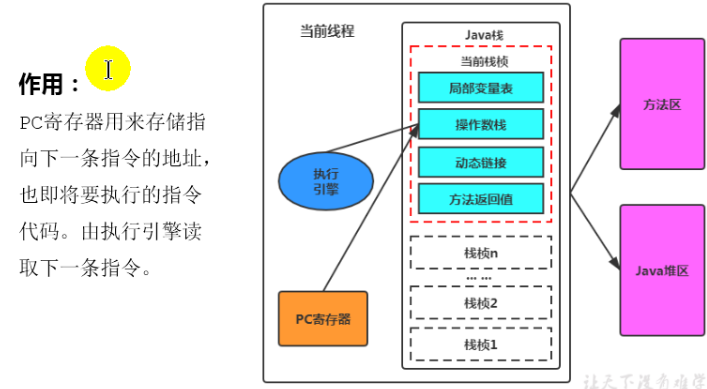 作用：
PC寄存器用来存储指
向下一条指令的地址，
也即将要执行的指令
代码。由执行引擎读
取下一条指令。
当前线程
Java栈
当前栈桢
局部变量表
操作数栈
动态链接
方法返回值
执行
引擎
PC寄存器
栈桢n
... ...
栈桢2
栈桢1
方法区
Java堆区
让天下没有难学